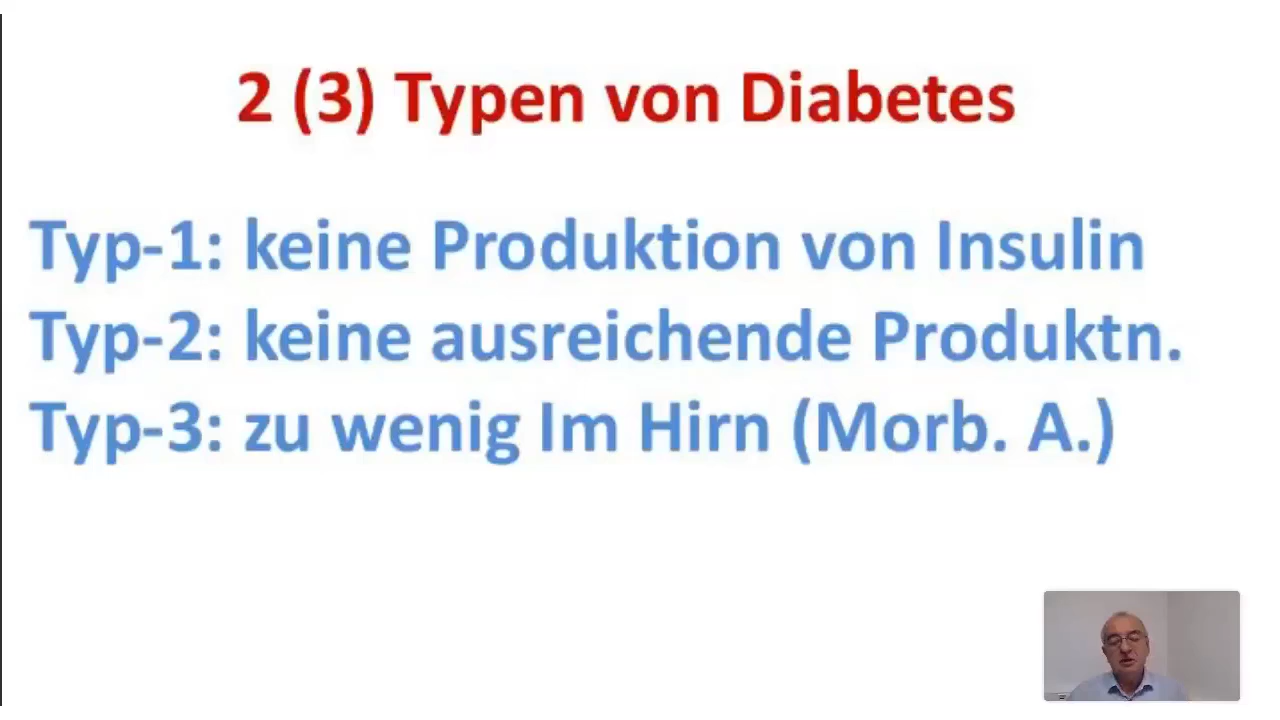 2 (3) Typen von Diabetes
Typ-1: keine Produktion von Insulin
Typ-2: keine ausreichende Produktn.
Typ-3: zu wenig Im Hirn (Morb. A.)